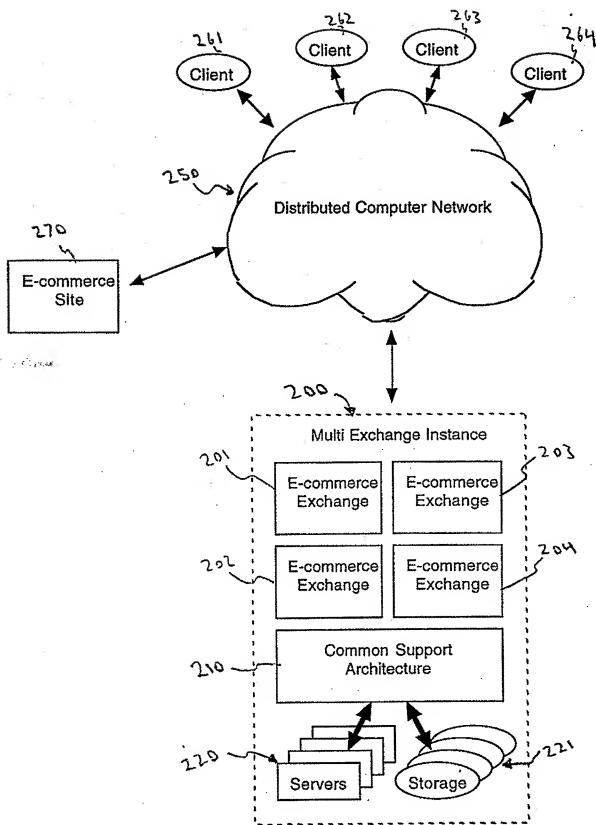 261
262
263
264
Client
Client
Client
Client
250
Distributed Computer Network
270
E-commerce
Site
200
Multi Exchange Instance
201
E-commerce
Exchange
203
E-commerce
Exchange
202
E-commerce
Exchange
204
E-commerce
Exchange
210
Common Support
Architecture
220
Servers
Storage
221